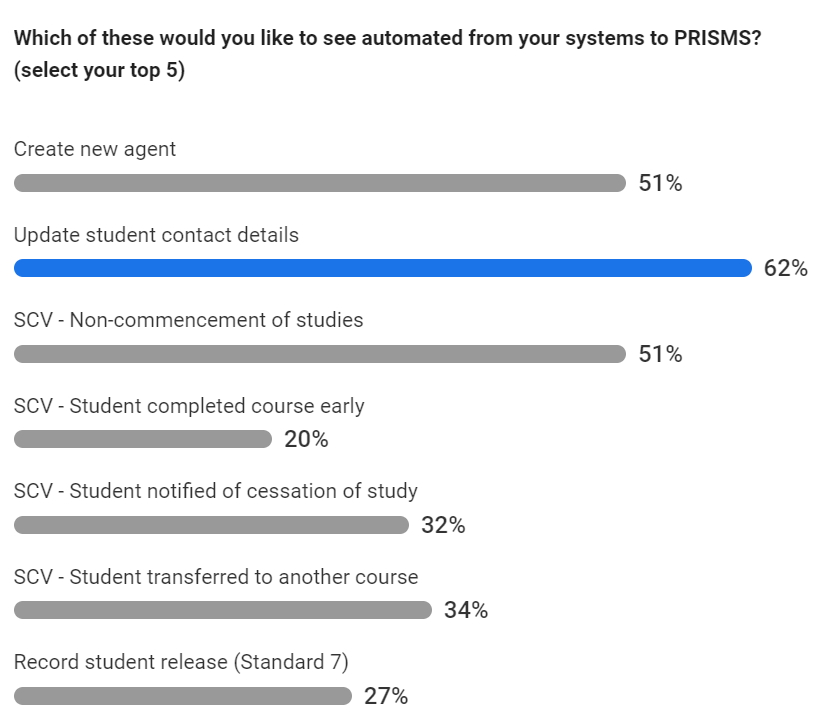 Which of these would you like to see automated from your systems to PRISMS?
(select your top 5)
Create new agent
51%
Update student contact details
62%
SCV - Non-commencement of studies
51%
SCV - Student completed course early
20%
SCV - Student notified of cessation of study
32%
SCV - Student transferred to another course
34%
Record student release (Standard 7)
27%